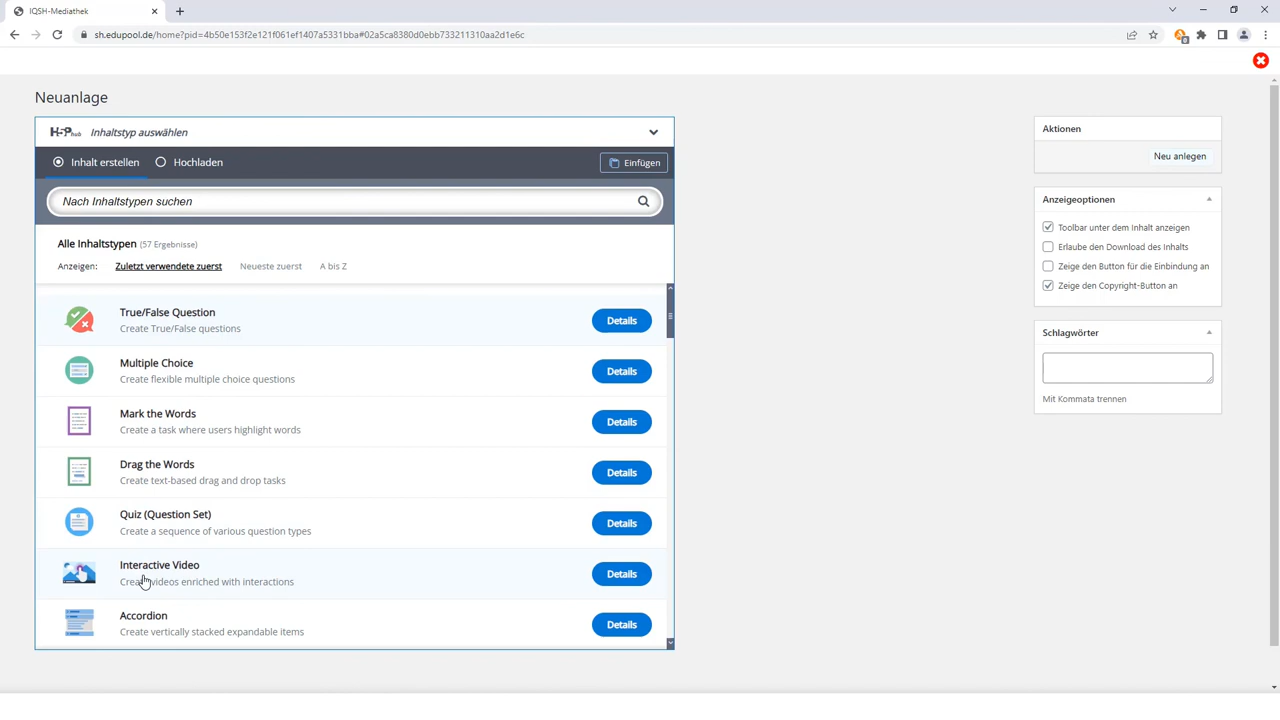 IQSH-Mediathek
sh.edupool.de/home?pid=4b50e153f2e121f061ef1407a5331bba#02a5ca8380d0ebb733211310aa2d1e6c
Neuanlage
H5P hub Inhaltstyp auswählen
Inhalt erstellen
Hochladen
Einfügen
Nach Inhaltstypen suchen
Alle Inhaltstypen (57 Ergebnisse)
Anzeigen: Zuletzt verwendete zuerst Neueste zuerst A bis Z
True/False Question
Create True/False questions
Details
Multiple Choice
Create flexible multiple choice questions
Details
Mark the Words
Create a task where users highlight words
Details
Drag the Words
Create text-based drag and drop tasks
Details
Quiz (Question Set)
Create a sequence of various question types
Details
Interactive Video
Create videos enriched with interactions
Details
Accordion
Create vertically stacked expandable items
Details
Aktionen
Neu anlegen
Anzeigeoptionen
Toolbar unter dem Inhalt anzeigen
Erlaube den Download des Inhalts
Zeige den Button für die Einbindung an
Zeige den Copyright-Button an
Schlagwörter
Mit Kommata trennen